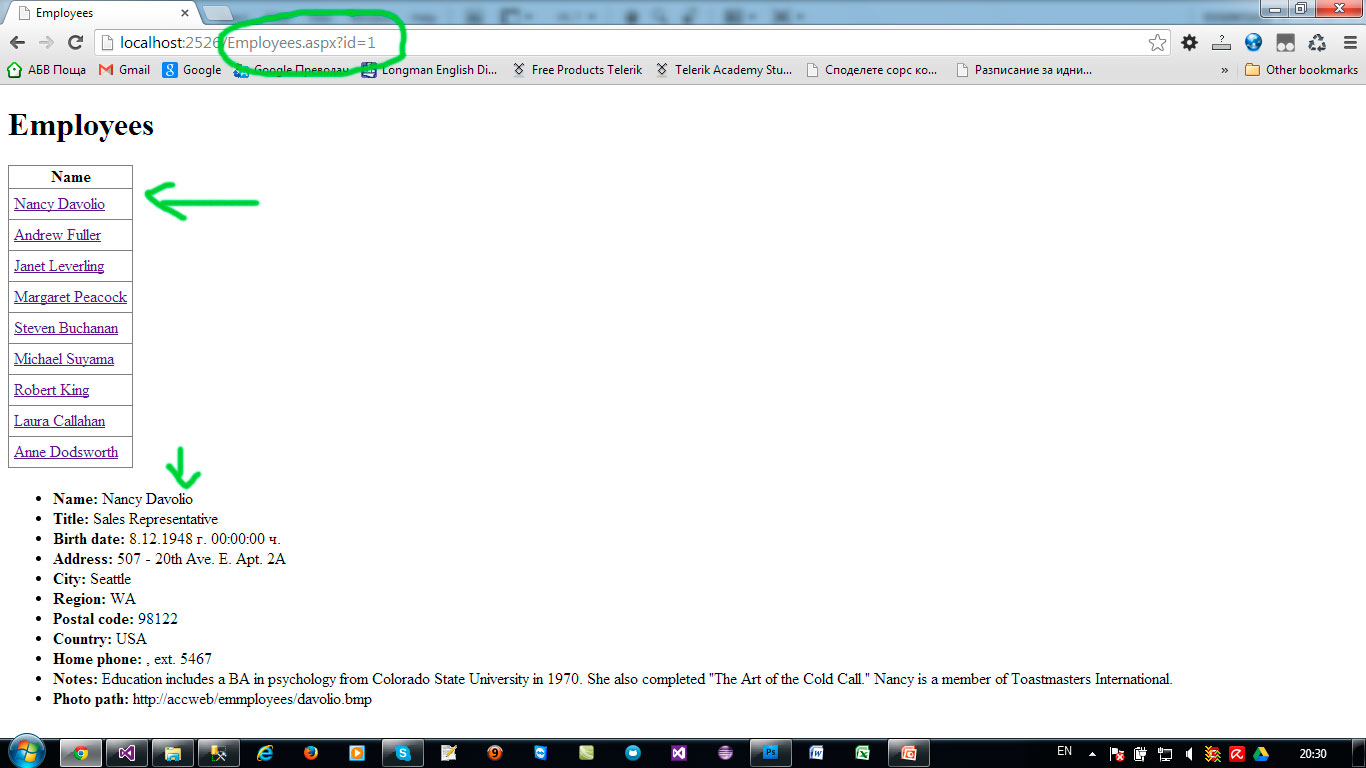 Employees
localhost:2526/Employees.aspx?id=1
АБВ Поща
Gmail
Google
Google Преводач
Longman English Di...
Free Products Telerik
Telerik Academy Stu...
Споделете сорс ко...
Разписание за идни...
»
Other bookmarks
Employees
Name
Nancy Davolio
Andrew Fuller
Janet Leverling
Margaret Peacock
Steven Buchanan
Michael Suyama
Robert King
Laura Callahan
Anne Dodsworth
• Name: Nancy Davolio
• Title: Sales Representative
• Birth date: 8.12.1948 г. 00:00:00 ч.
• Address: 507 - 20th Ave. E. Apt. 2A
• City: Seattle
• Region: WA
• Postal code: 98122
• Country: USA
• Home phone: , ext. 5467
• Notes: Education includes a BA in psychology from Colorado State University in 1970. She also completed "The Art of the Cold Call." Nancy is a member of Toastmasters International.
• Photo path: http://accweb/emmployees/davolio.bmp
EN
20:30